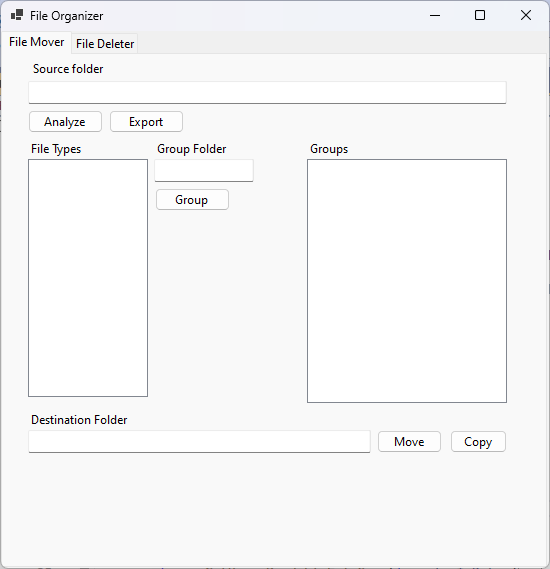 File Organizer
File Mover File Deleter
Source folder
Analyze Export
File Types Group Folder Groups
Group
Destination Folder
Move Copy